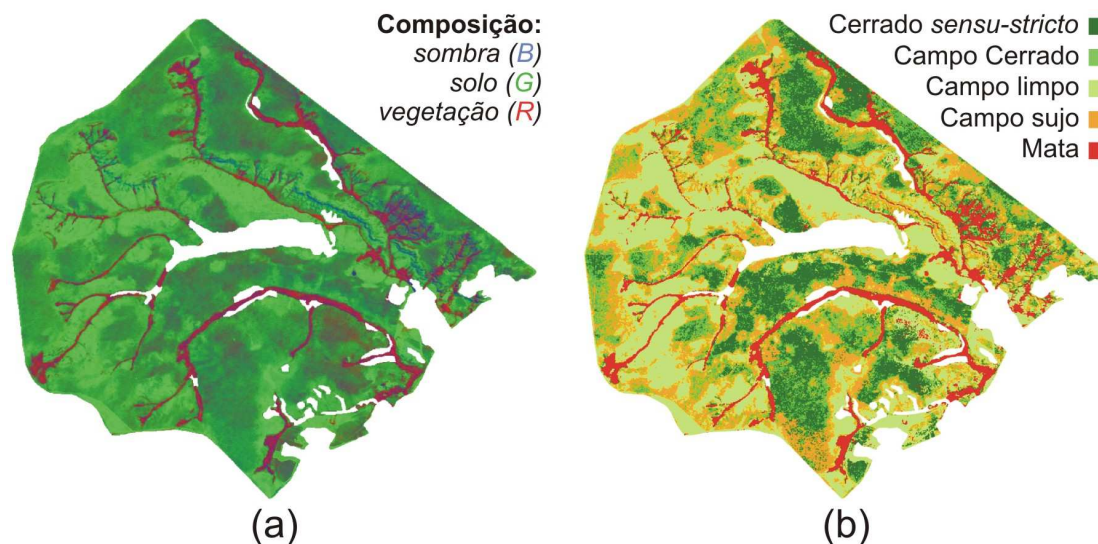 Composição:
sombra (B)
solo (G)
vegetação (R)
Cerrado sensu-stricto
Campo Cerrado
Campo limpo
Campo sujo
Mata
(a)
(b)